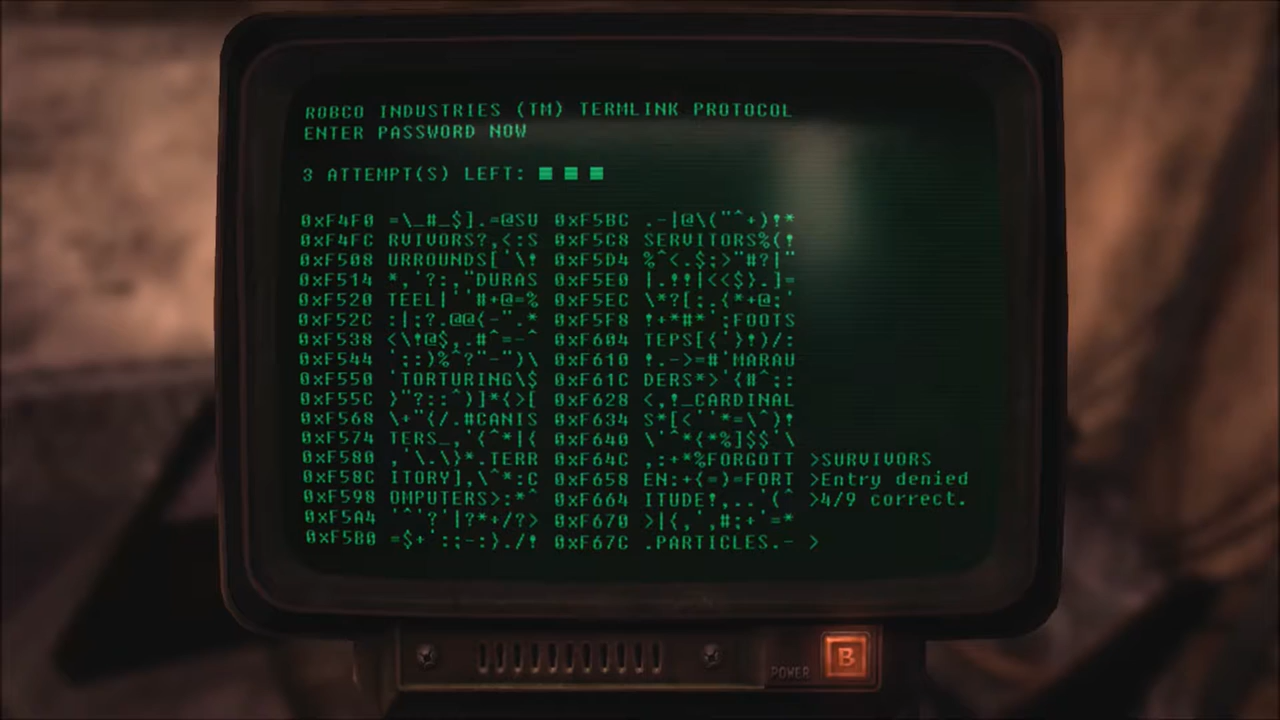 ROBCO INDUSTRIES (TM) TERMLINK PROTOCOL
ENTER PASSWORD NOW
3 ATTEMPT(S) LEFT: ■ ■ ■
0xF4F0 =\_#_$].=@SU 0xF5BC .-|@\("^+)!*
0xF4FC RVIVORS?,<:S 0xF5C8 SERVITORS%(!
0xF508 URROUNDS['\! 0xF5D4 %^<.$:>"#?|"
0xF514 *,'?:,"DURAS 0xF5E0 |.!!|<<$}.]=
0xF520 TEEL|''#+@=% 0xF5EC \*?[;.{*+@;'
0xF52C :|;?.@@{-".* 0xF5F8 !+*#*';FOOTS
0xF538 <\!@$,.#^=-^ 0xF604 TEPS[{'}!)/:
0xF544 ';:)%^?"-")\ 0xF610 !.->=#'MARAU
0xF550 'TORTURING\$ 0xF61C DERS*>'{#^;:
0xF55C }"?::^)]*{>[ 0xF628 <,!_CARDINAL
0xF568 \+"{/.#CANIS 0xF634 S*[<''*=\^)!
0xF574 TERS_,'{^*|{ 0xF640 \'^*{*%]$$'\
0xF580 ,'\.\}*.TERR 0xF64C ,:+*%FORGOTT >SURVIVORS
0xF58C ITORY],\^*:C 0xF658 EN:+{=)=FORT >Entry denied
0xF598 OMPUTERS>:*^ 0xF664 ITUDE!,..'(^ >4/9 correct.
0xF5A4 '^'?'|?*+/?> 0xF670 >|{,',#;+'=*
0xF5B0 =$+':;-:}./! 0xF67C .PARTICLES.- >
POWER
B